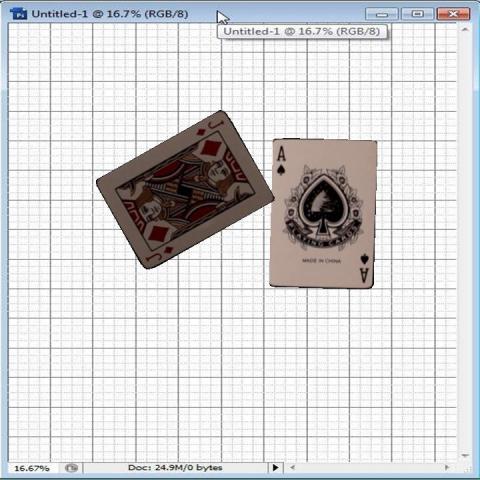 Ps Untitled-1 @ 16.7% (RGB/8)
Untitled-1 @ 16.7% (RGB/8)
J
A
PLAYING CARDS
MADE IN CHINA
A
J
16.67% Doc: 24.9M/0 bytes